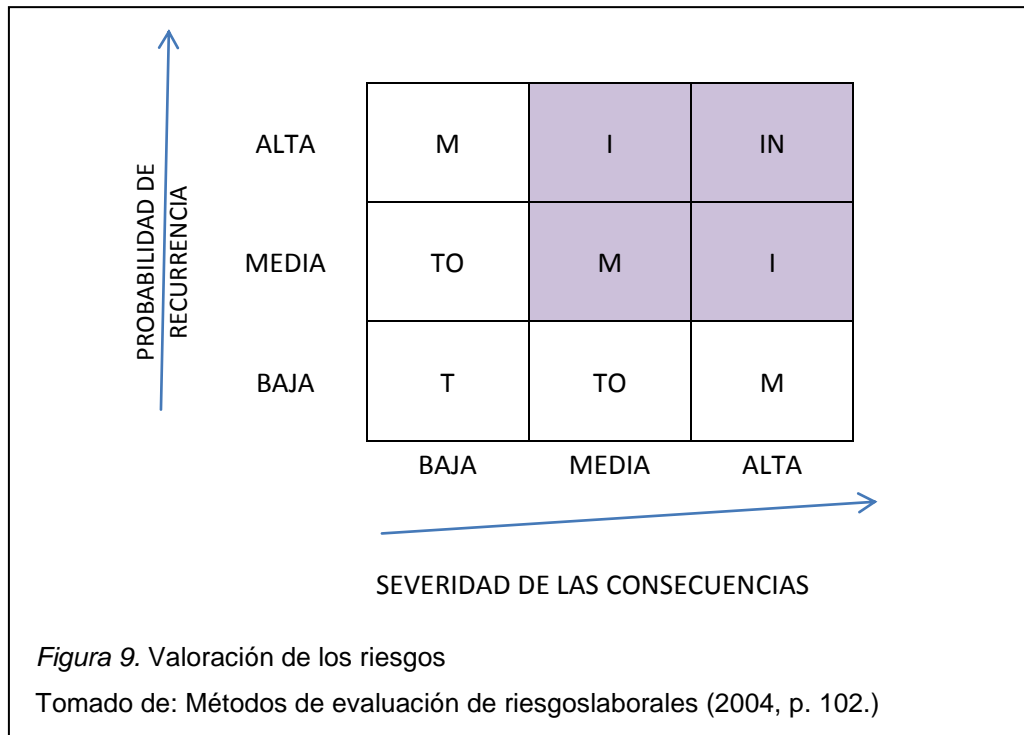 PROBABILIDAD DE
RECURRENCIA
ALTA M I IN
MEDIA TO M I
BAJA T TO M
BAJA MEDIA ALTA
SEVERIDAD DE LAS CONSECUENCIAS
Figura 9. Valoración de los riesgos
Tomado de: Métodos de evaluación de riesgoslaborales (2004, p. 102.)